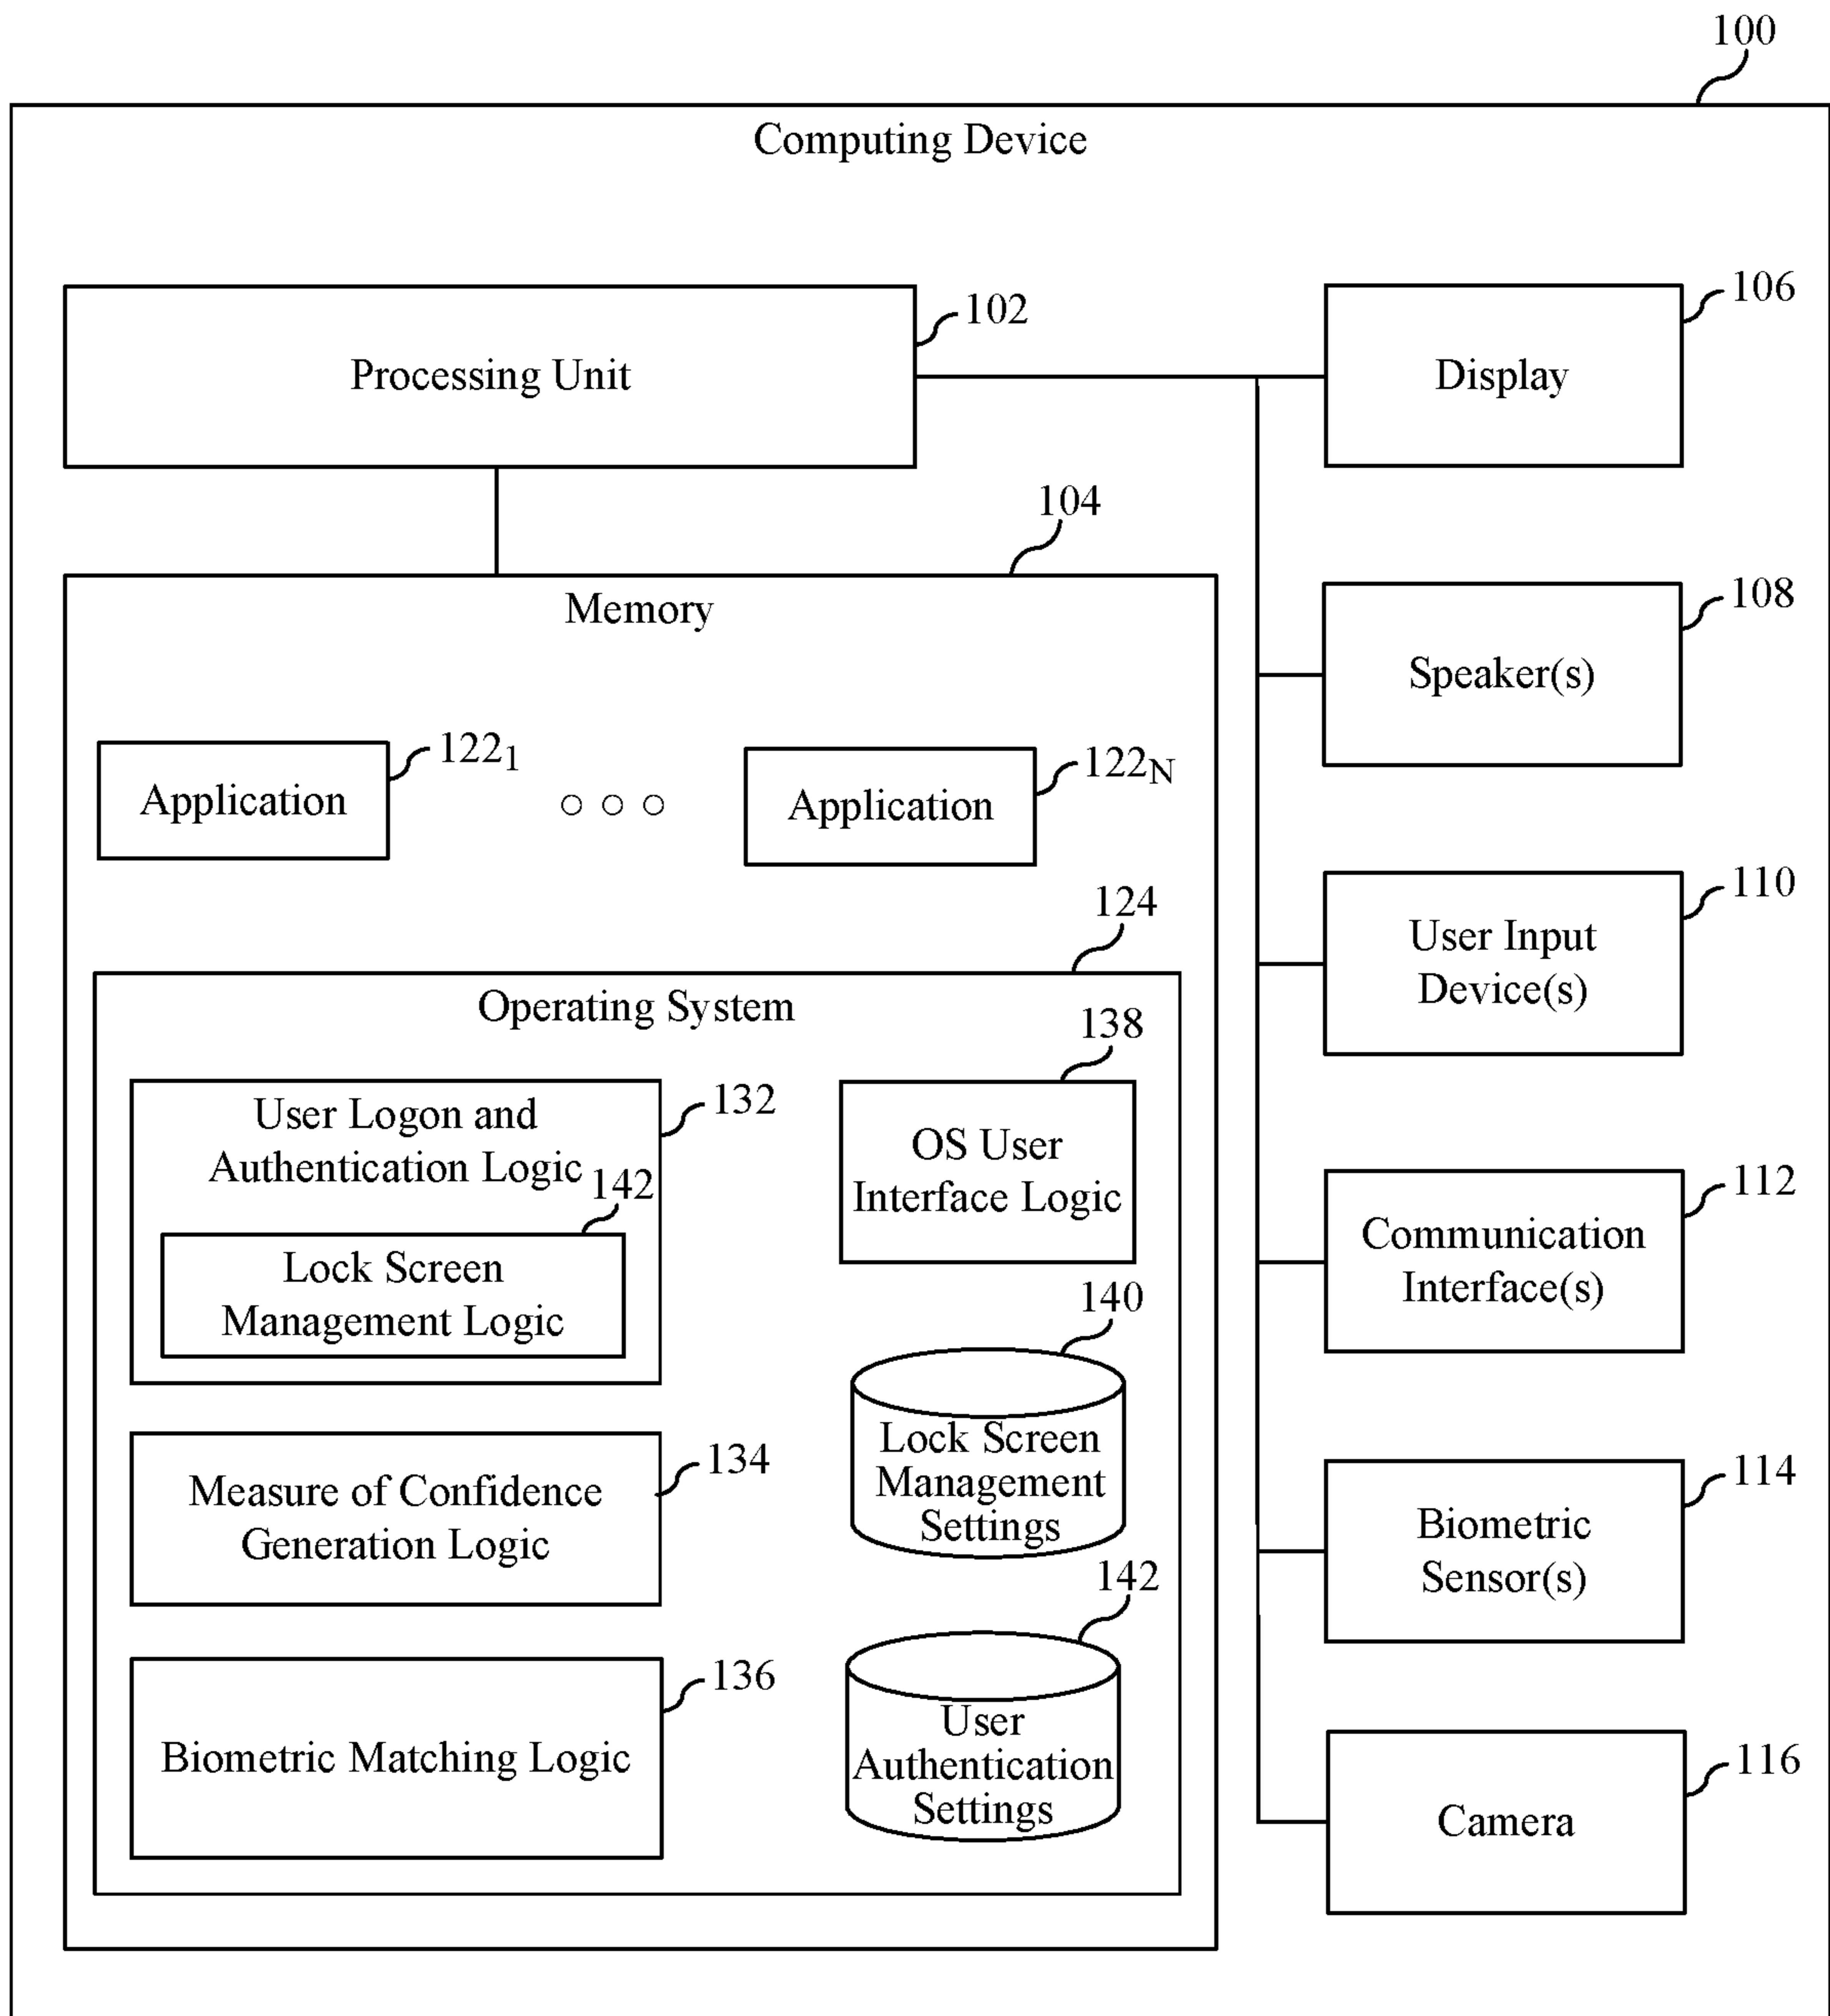 100
Computing Device
Processing Unit
102
Display
106
104
Memory
Speaker(s)
108
Application
122₁
Application
122N
User Input
Device(s)
110
124
Operating System
User Logon and
Authentication Logic
132
142
Lock Screen
Management Logic
138
OS User
Interface Logic
Communication
Interface(s)
112
140
Lock Screen
Management
Settings
Measure of Confidence
Generation Logic
134
Biometric
Sensor(s)
114
142
User
Authentication
Settings
Biometric Matching Logic
136
Camera
116